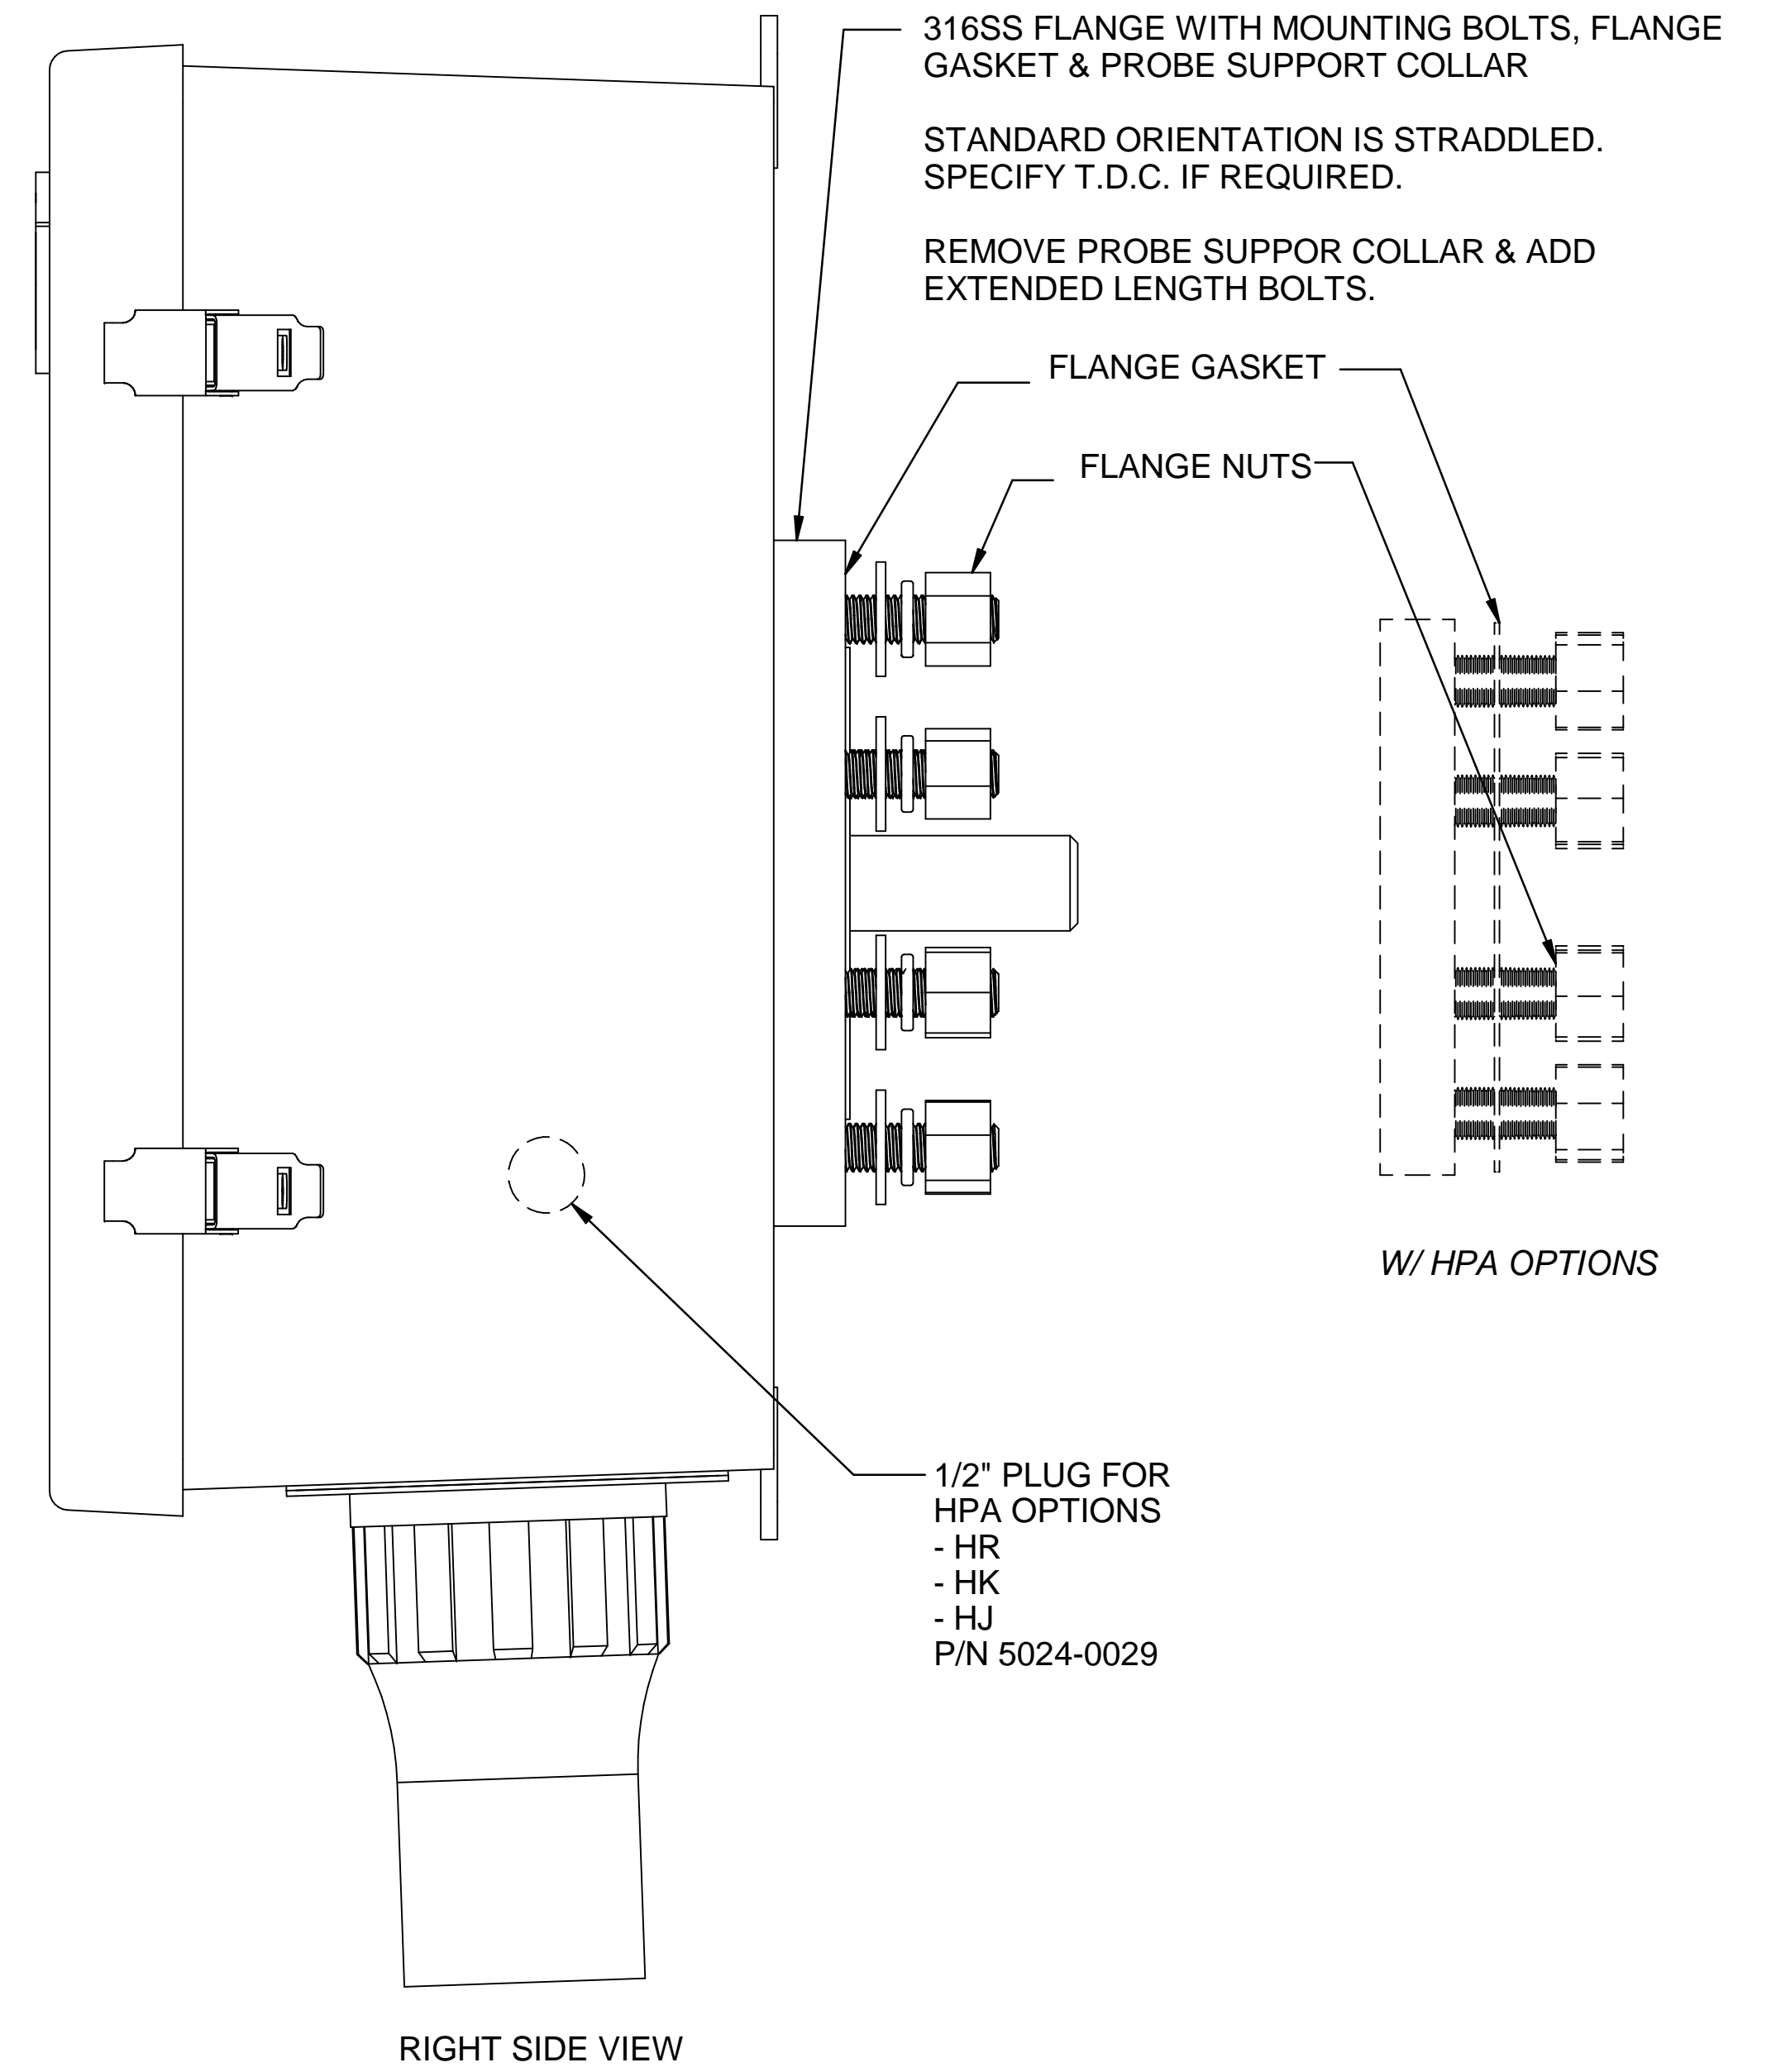 316SS FLANGE WITH MOUNTING BOLTS, FLANGE
GASKET & PROBE SUPPORT COLLAR
STANDARD ORIENTATION IS STRADDLED.
SPECIFY T.D.C. IF REQUIRED.
REMOVE PROBE SUPPOR COLLAR & ADD
EXTENDED LENGTH BOLTS.
FLANGE GASKET
FLANGE NUTS
W/ HPA OPTIONS
1/2" PLUG FOR
HPA OPTIONS
- HR
- HK
- HJ
P/N 5024-0029
RIGHT SIDE VIEW